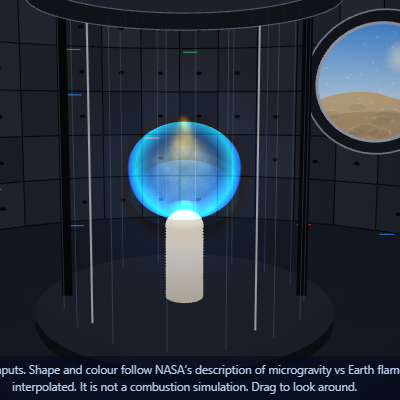 nputs. Shape and colour follow NASA's description of microgravity vs Earth flam
interpolated. It is not a combustion simulation. Drag to look around.